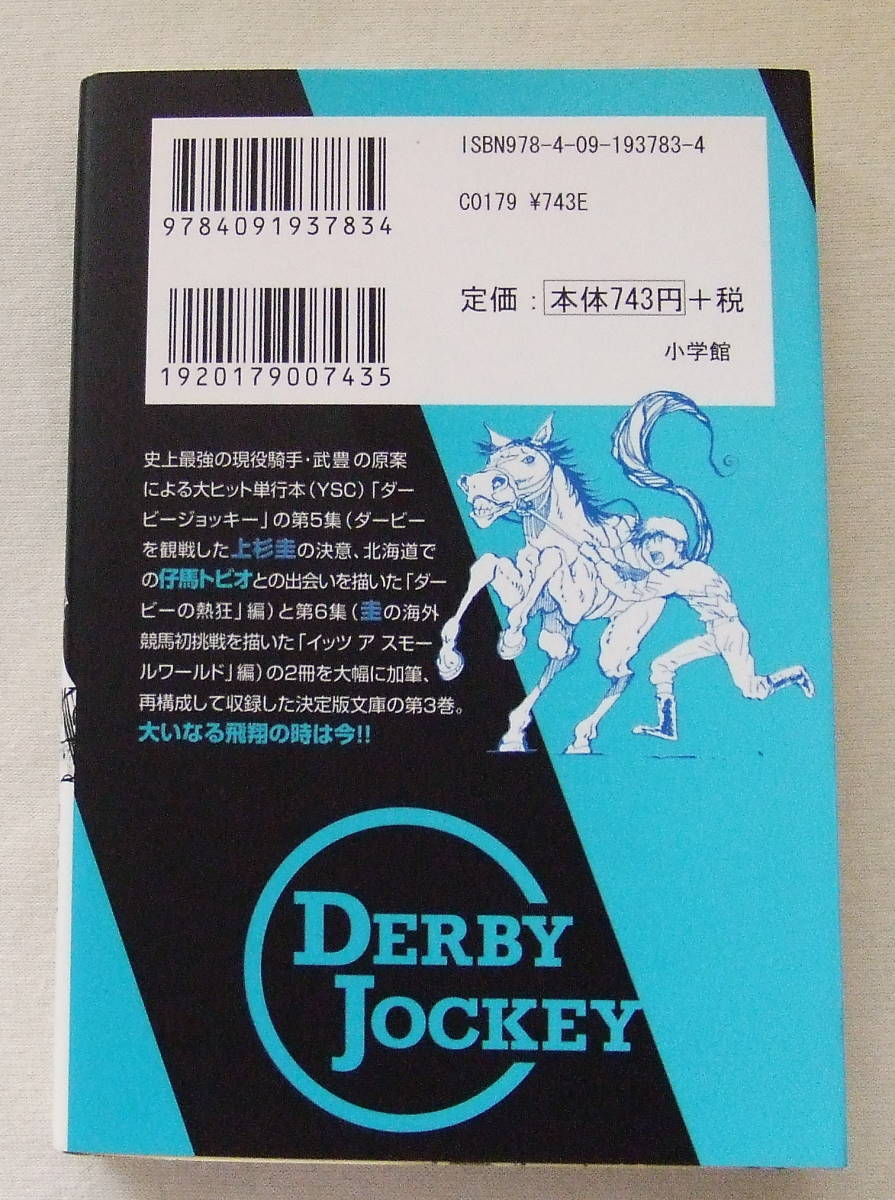 ISBN978-4-09-193783-4
9784091937834
C0179 ¥743E
定価：本体743円＋税
1920179007435
小学館
史上最強の現役騎手・武豊の原案
による大ヒット単行本(YSC)「ダー
ビージョッキー」の第5集(ダービー
を観戦した上杉圭の決意、北海道で
の仔馬トビオとの出会いを描いた「ダー
ビーの熱狂」編)と第6集(圭の海外
競馬初挑戦を描いた「イッツ ア スモー
ルワールド」編)の2冊を大幅に加筆、
再構成して収録した決定版文庫の第3巻。
大いなる飛翔の時は今!!
DERBY
JOCKEY